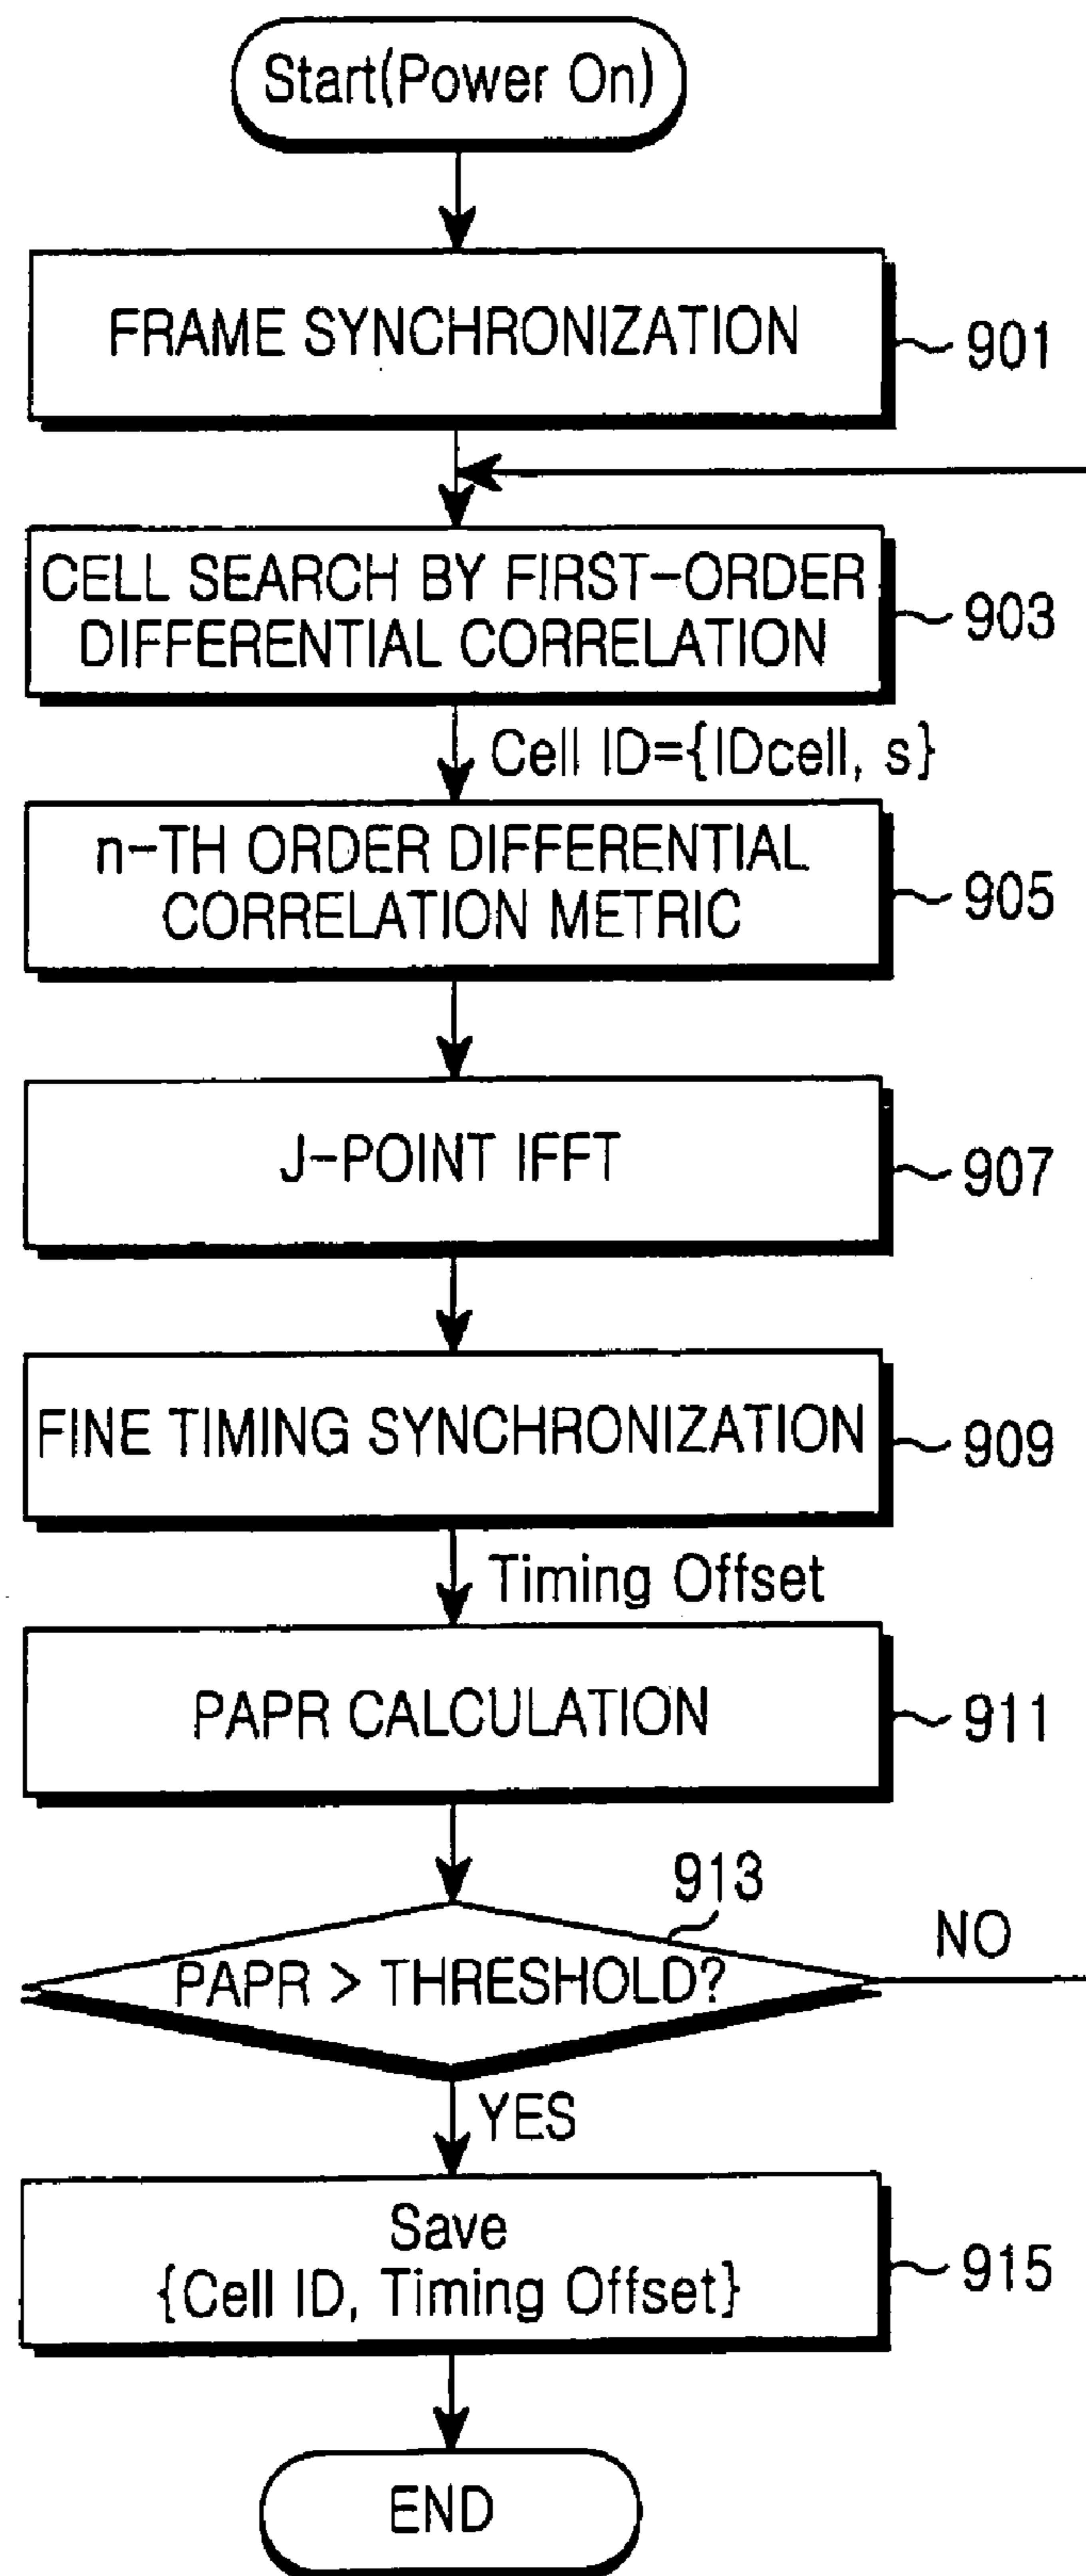 Start(Power On)
FRAME SYNCHRONIZATION
901
CELL SEARCH BY FIRST-ORDER
DIFFERENTIAL CORRELATION
903
Cell ID={IDcell, s}
n-TH ORDER DIFFERENTIAL
CORRELATION METRIC
905
J-POINT IFFT
907
FINE TIMING SYNCHRONIZATION
909
Timing Offset
PAPR CALCULATION
911
913
NO
PAPR > THRESHOLD?
YES
Save
{Cell ID, Timing Offset}
915
END